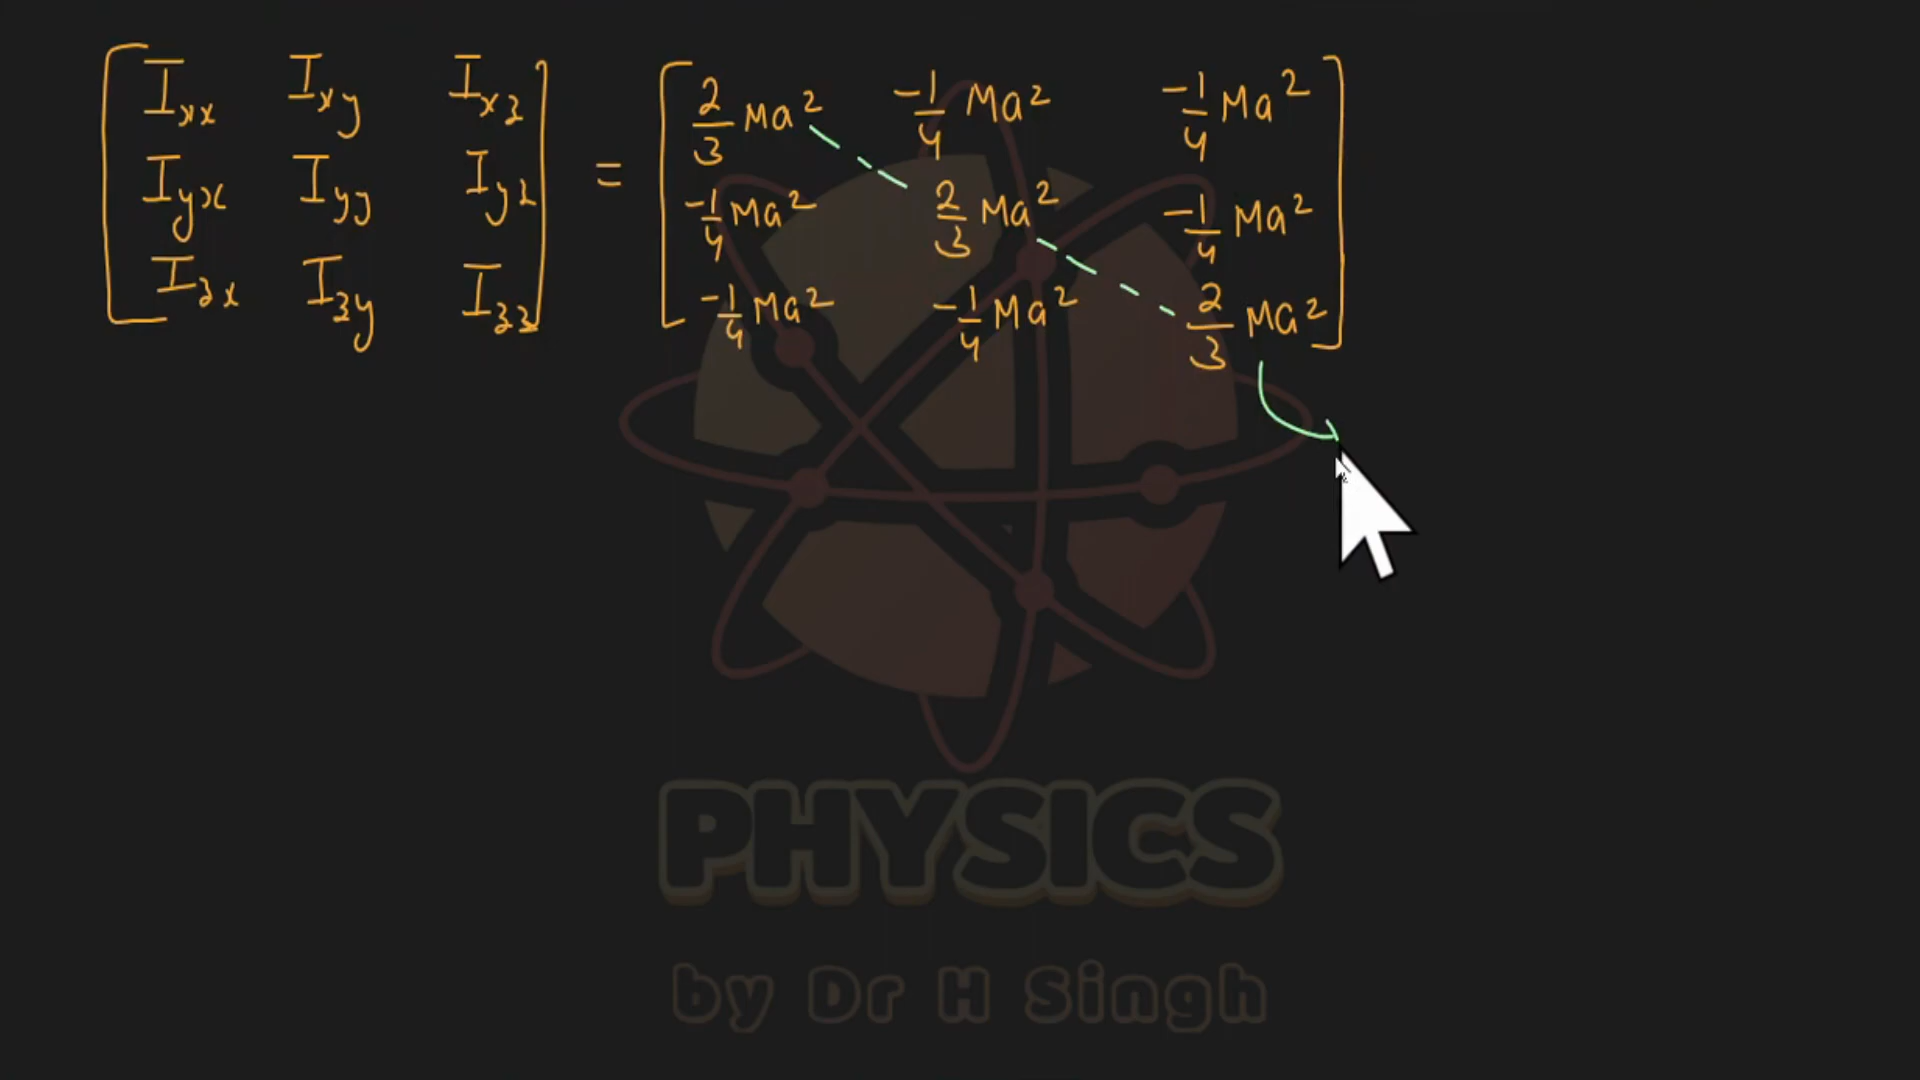 [ Ixx Ixy Ixz ] = [ 2/3 Ma² -1/4 Ma² -1/4 Ma² ]
[ Iyx Iyy Iyz ] [ -1/4 Ma² 2/3 Ma² -1/4 Ma² ]
[ Izx Izy Izz ] [ -1/4 Ma² -1/4 Ma² 2/3 Ma² ]
PHYSICS
by Dr H Singh